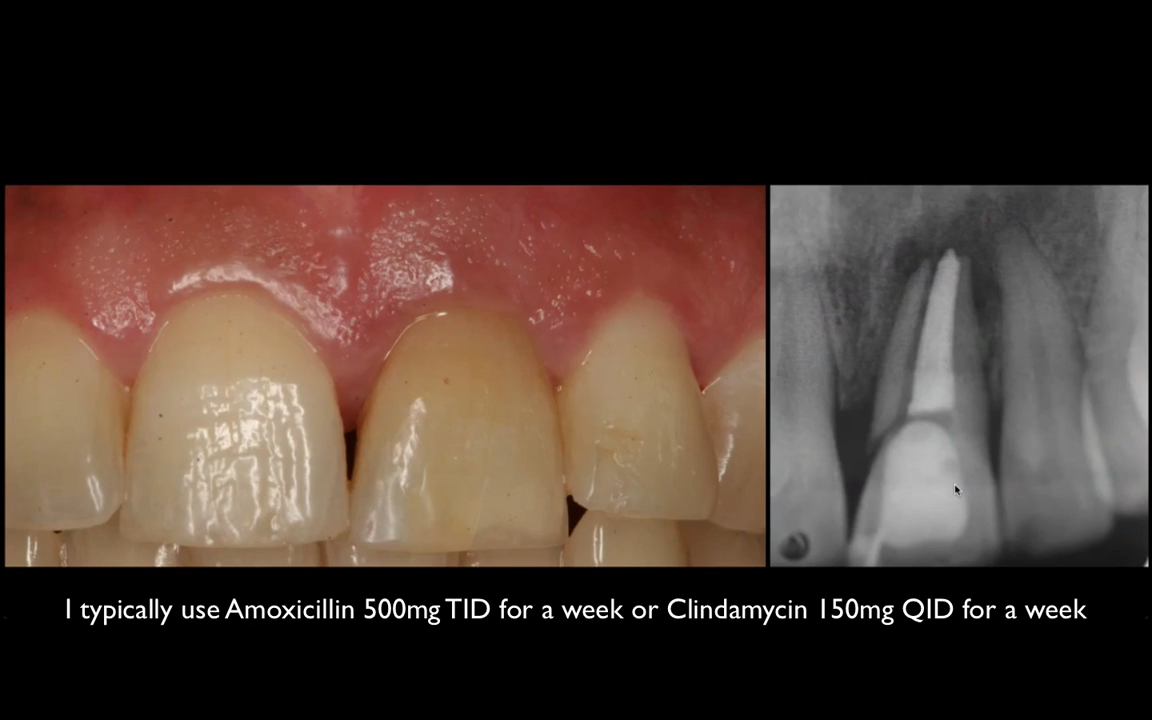 I typically use Amoxicillin 500mg TID for a week or Clindamycin 150mg QID for a week